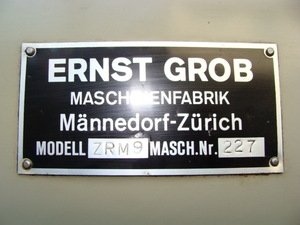 ERNST GROB
MASCHINENFABRIK
Männedorf-Zürich
MODELL ZRM9 MASCH.Nr. 227